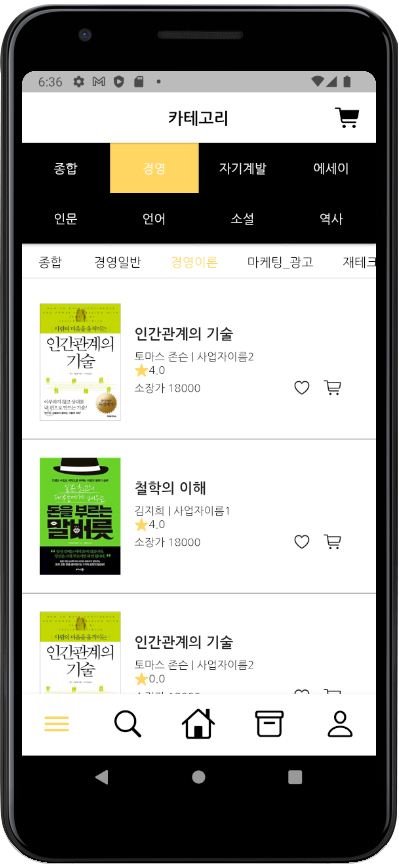 6:36
카테고리
종합 경영 자기계발 에세이
인문 언어 소설 역사
종합 경영일반 경영이론 마케팅_광고 재테크
사람의 마음을 움직이는
인간관계의
기술
인간관계의 기술
토마스 존슨 | 사업자이름2
4.0
소장가 18000
돈을 부르는
말버릇
철학의 이해
김지희 | 사업자이름1
4.0
소장가 18000
사람의 마음을 움직이는
인간관계의
기술
인간관계의 기술
토마스 존슨 | 사업자이름2
0.0
소장가 18000